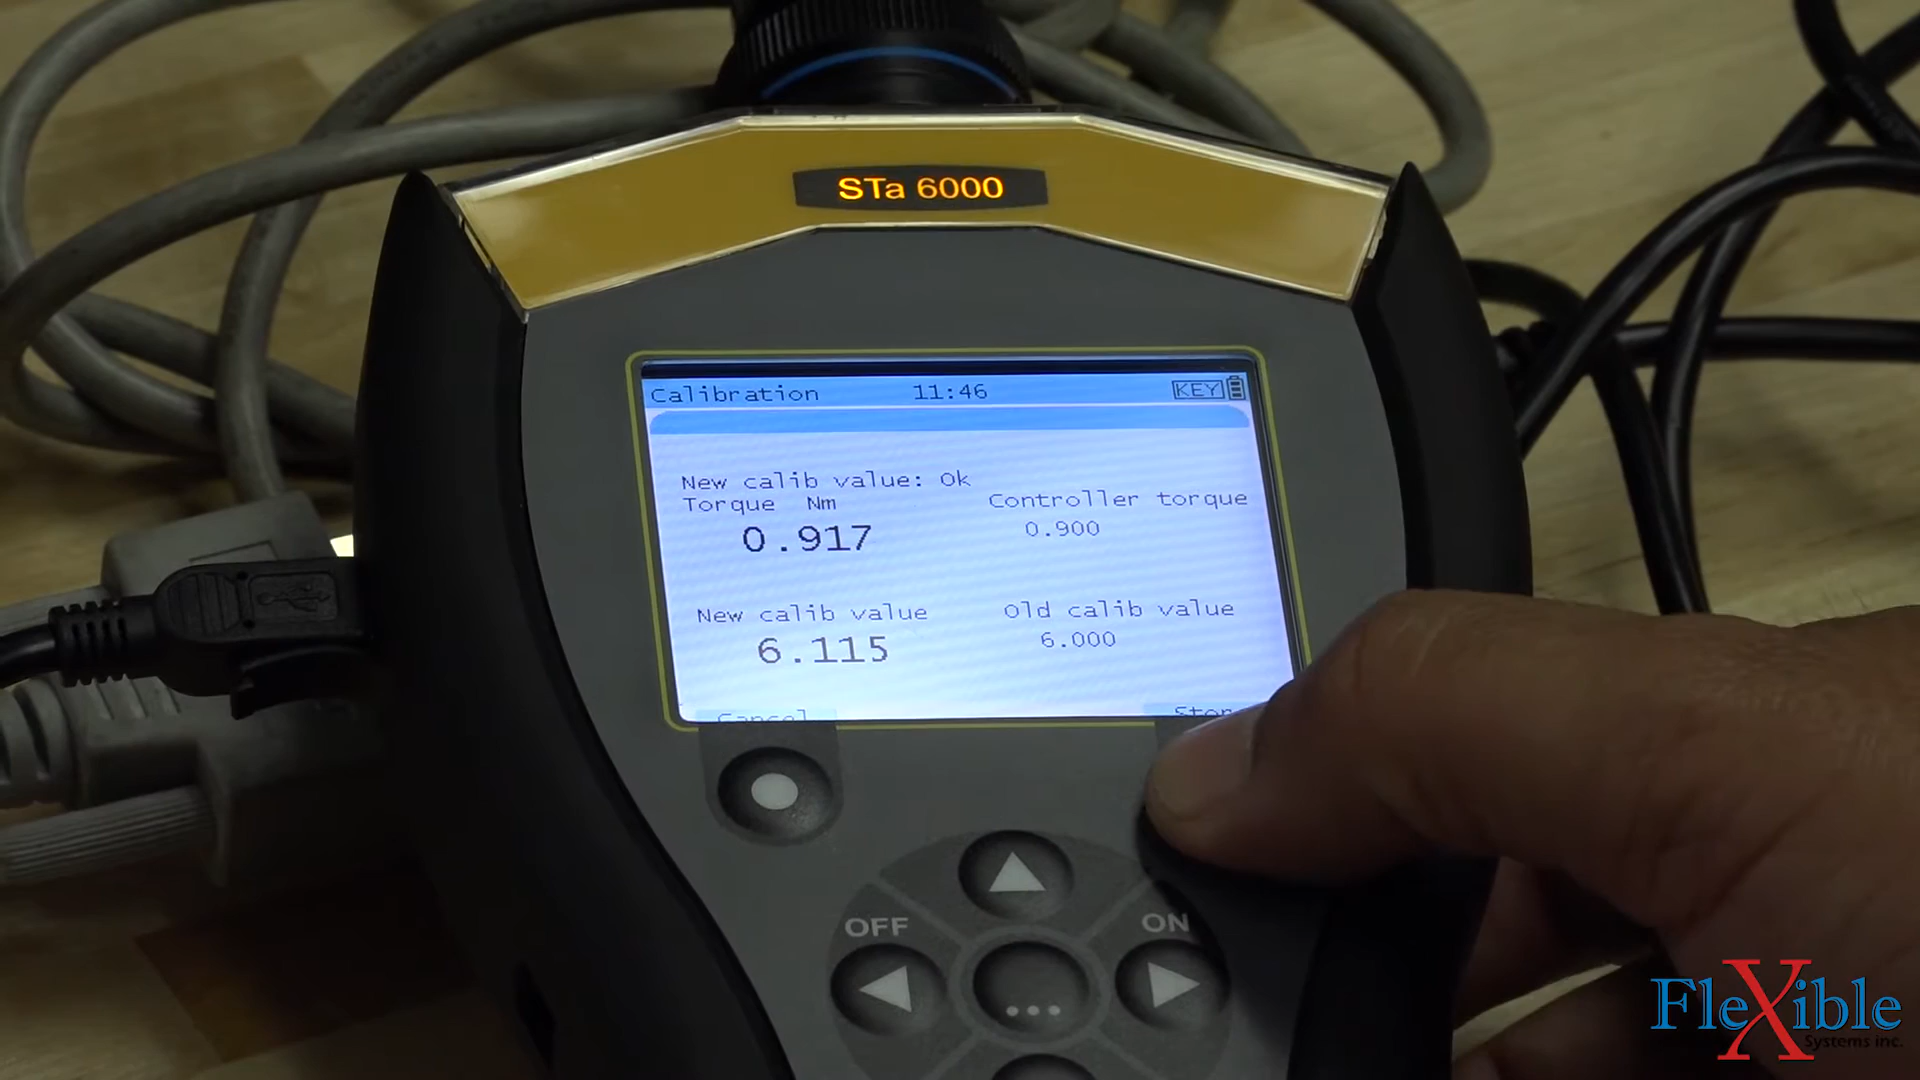 STa 6000
Calibration 11:46 KEY
New calib value: Ok
Torque Nm Controller torque
0.917 0.900
New calib value Old calib value
6.115 6.000
Cancel
OFF ON
...
FleXible
Systems inc.